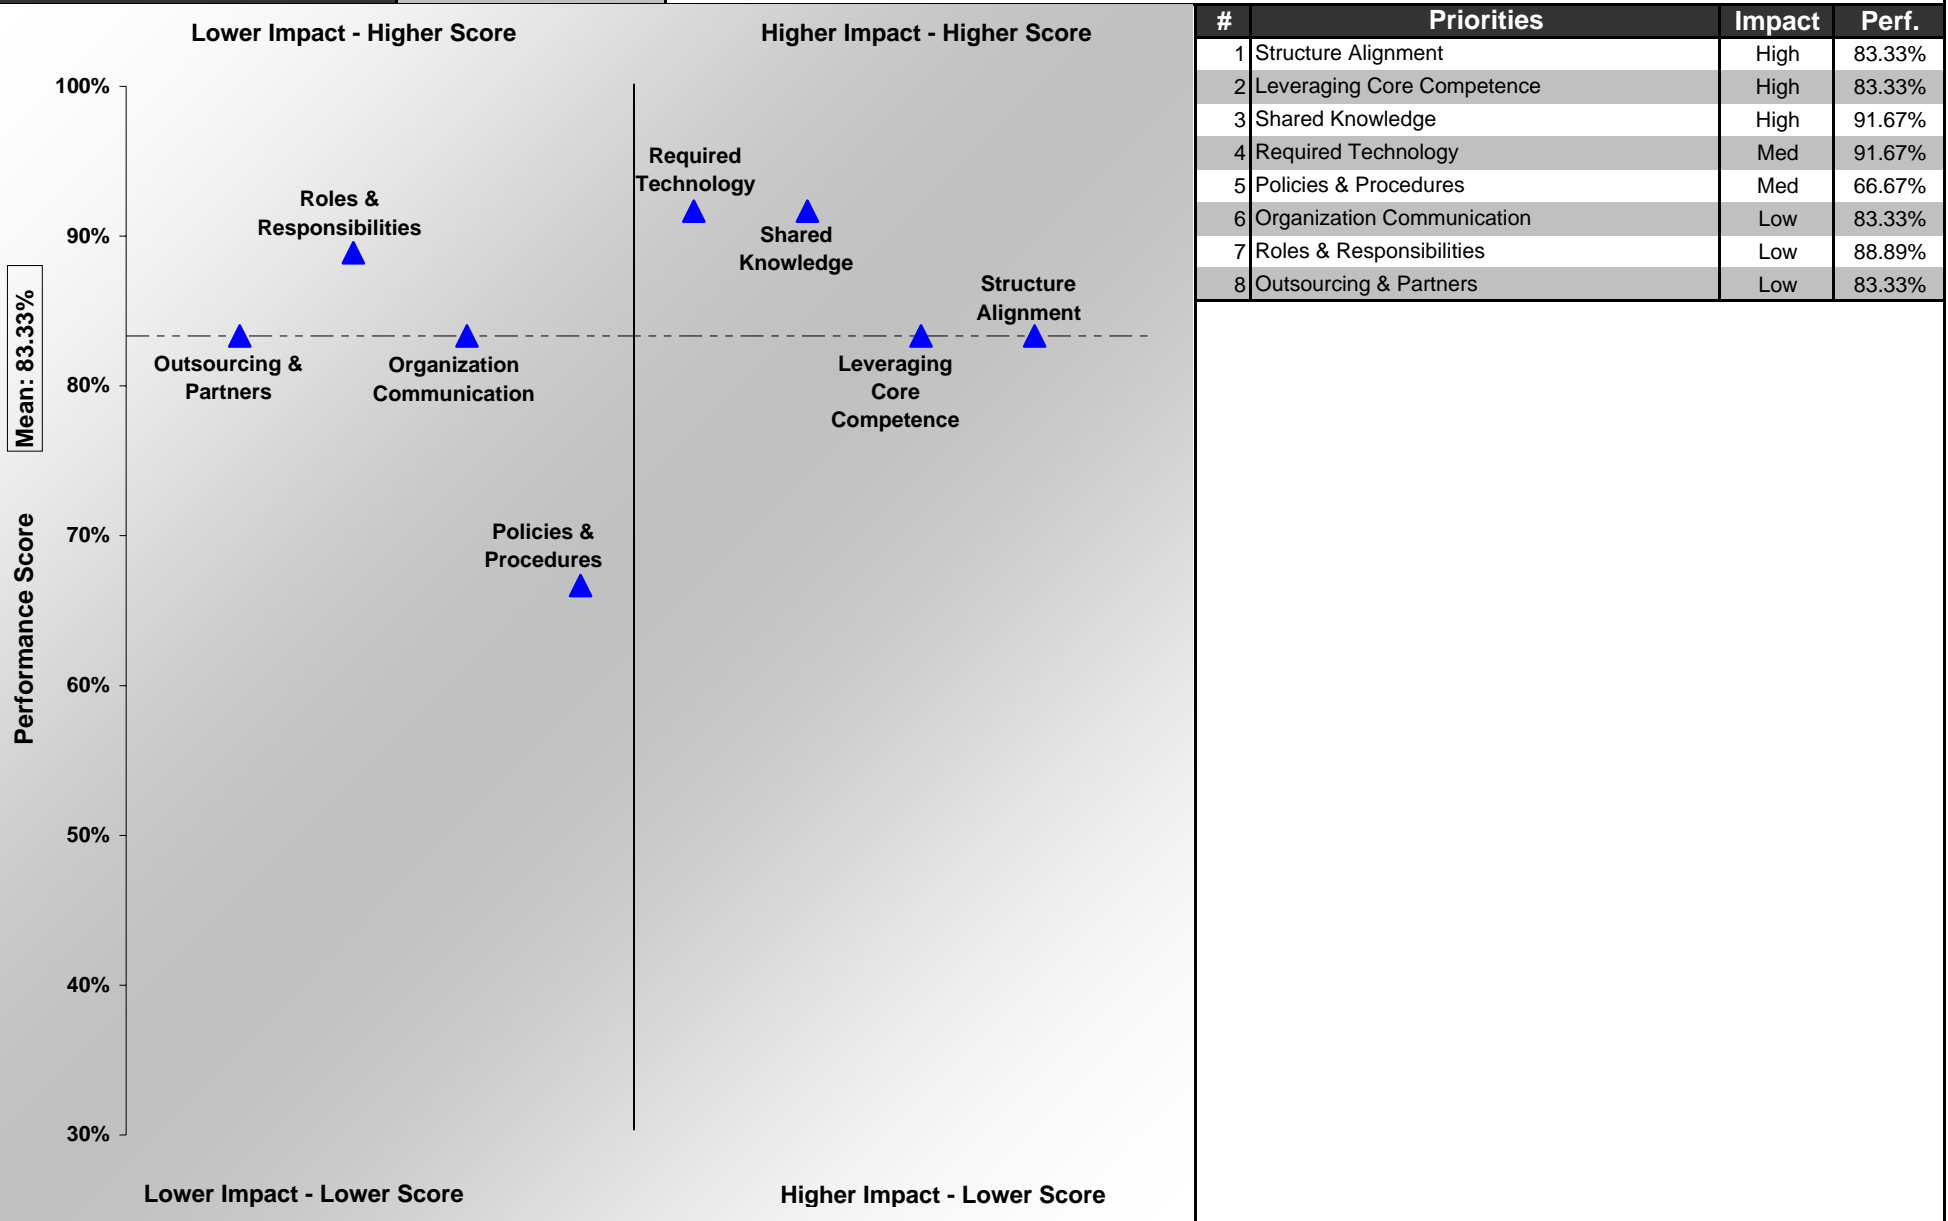 Lower Impact - Higher Score
Higher Impact - Higher Score
100%
90%
80%
70%
60%
50%
40%
30%
Mean: 83.33%
Performance Score
Required
Technology
Roles &
Responsibilities
Shared
Knowledge
Structure
Alignment
Outsourcing &
Partners
Organization
Communication
Leveraging
Core
Competence
Policies &
Procedures
Lower Impact - Lower Score
Higher Impact - Lower Score
# Priorities Impact Perf.
1 Structure Alignment High 83.33%
2 Leveraging Core Competence High 83.33%
3 Shared Knowledge High 91.67%
4 Required Technology Med 91.67%
5 Policies & Procedures Med 66.67%
6 Organization Communication Low 83.33%
7 Roles & Responsibilities Low 88.89%
8 Outsourcing & Partners Low 83.33%